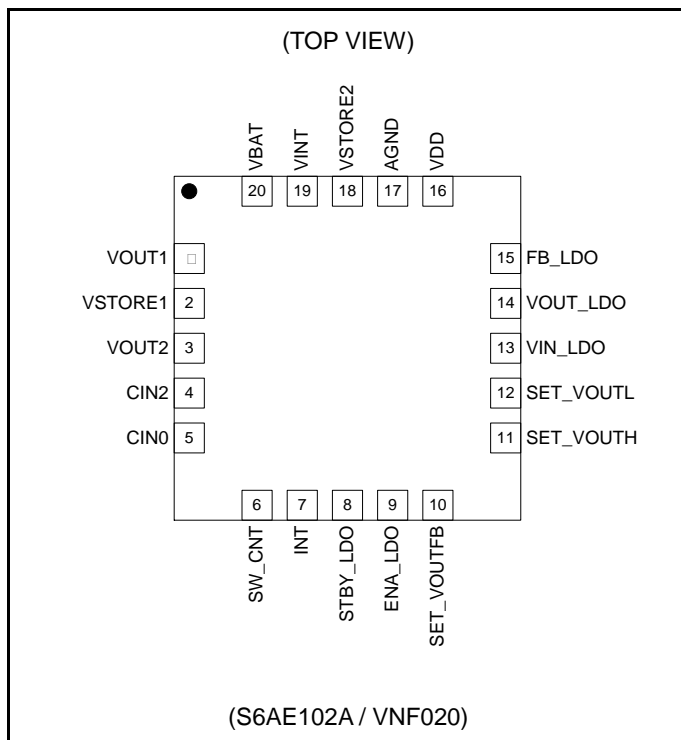 (TOP VIEW)
VBAT
VINT
VSTORE2
AGND
VDD
20
19
18
17
16
VOUT1
VSTORE1 2
VOUT2 3
CIN2 4
CIN0 5
15 FB_LDO
14 VOUT_LDO
13 VIN_LDO
12 SET_VOUTL
11 SET_VOUTH
6
7
8
9
10
SW_CNT
INT
STBY_LDO
ENA_LDO
SET_VOUTFB
(S6AE102A / VNF020)